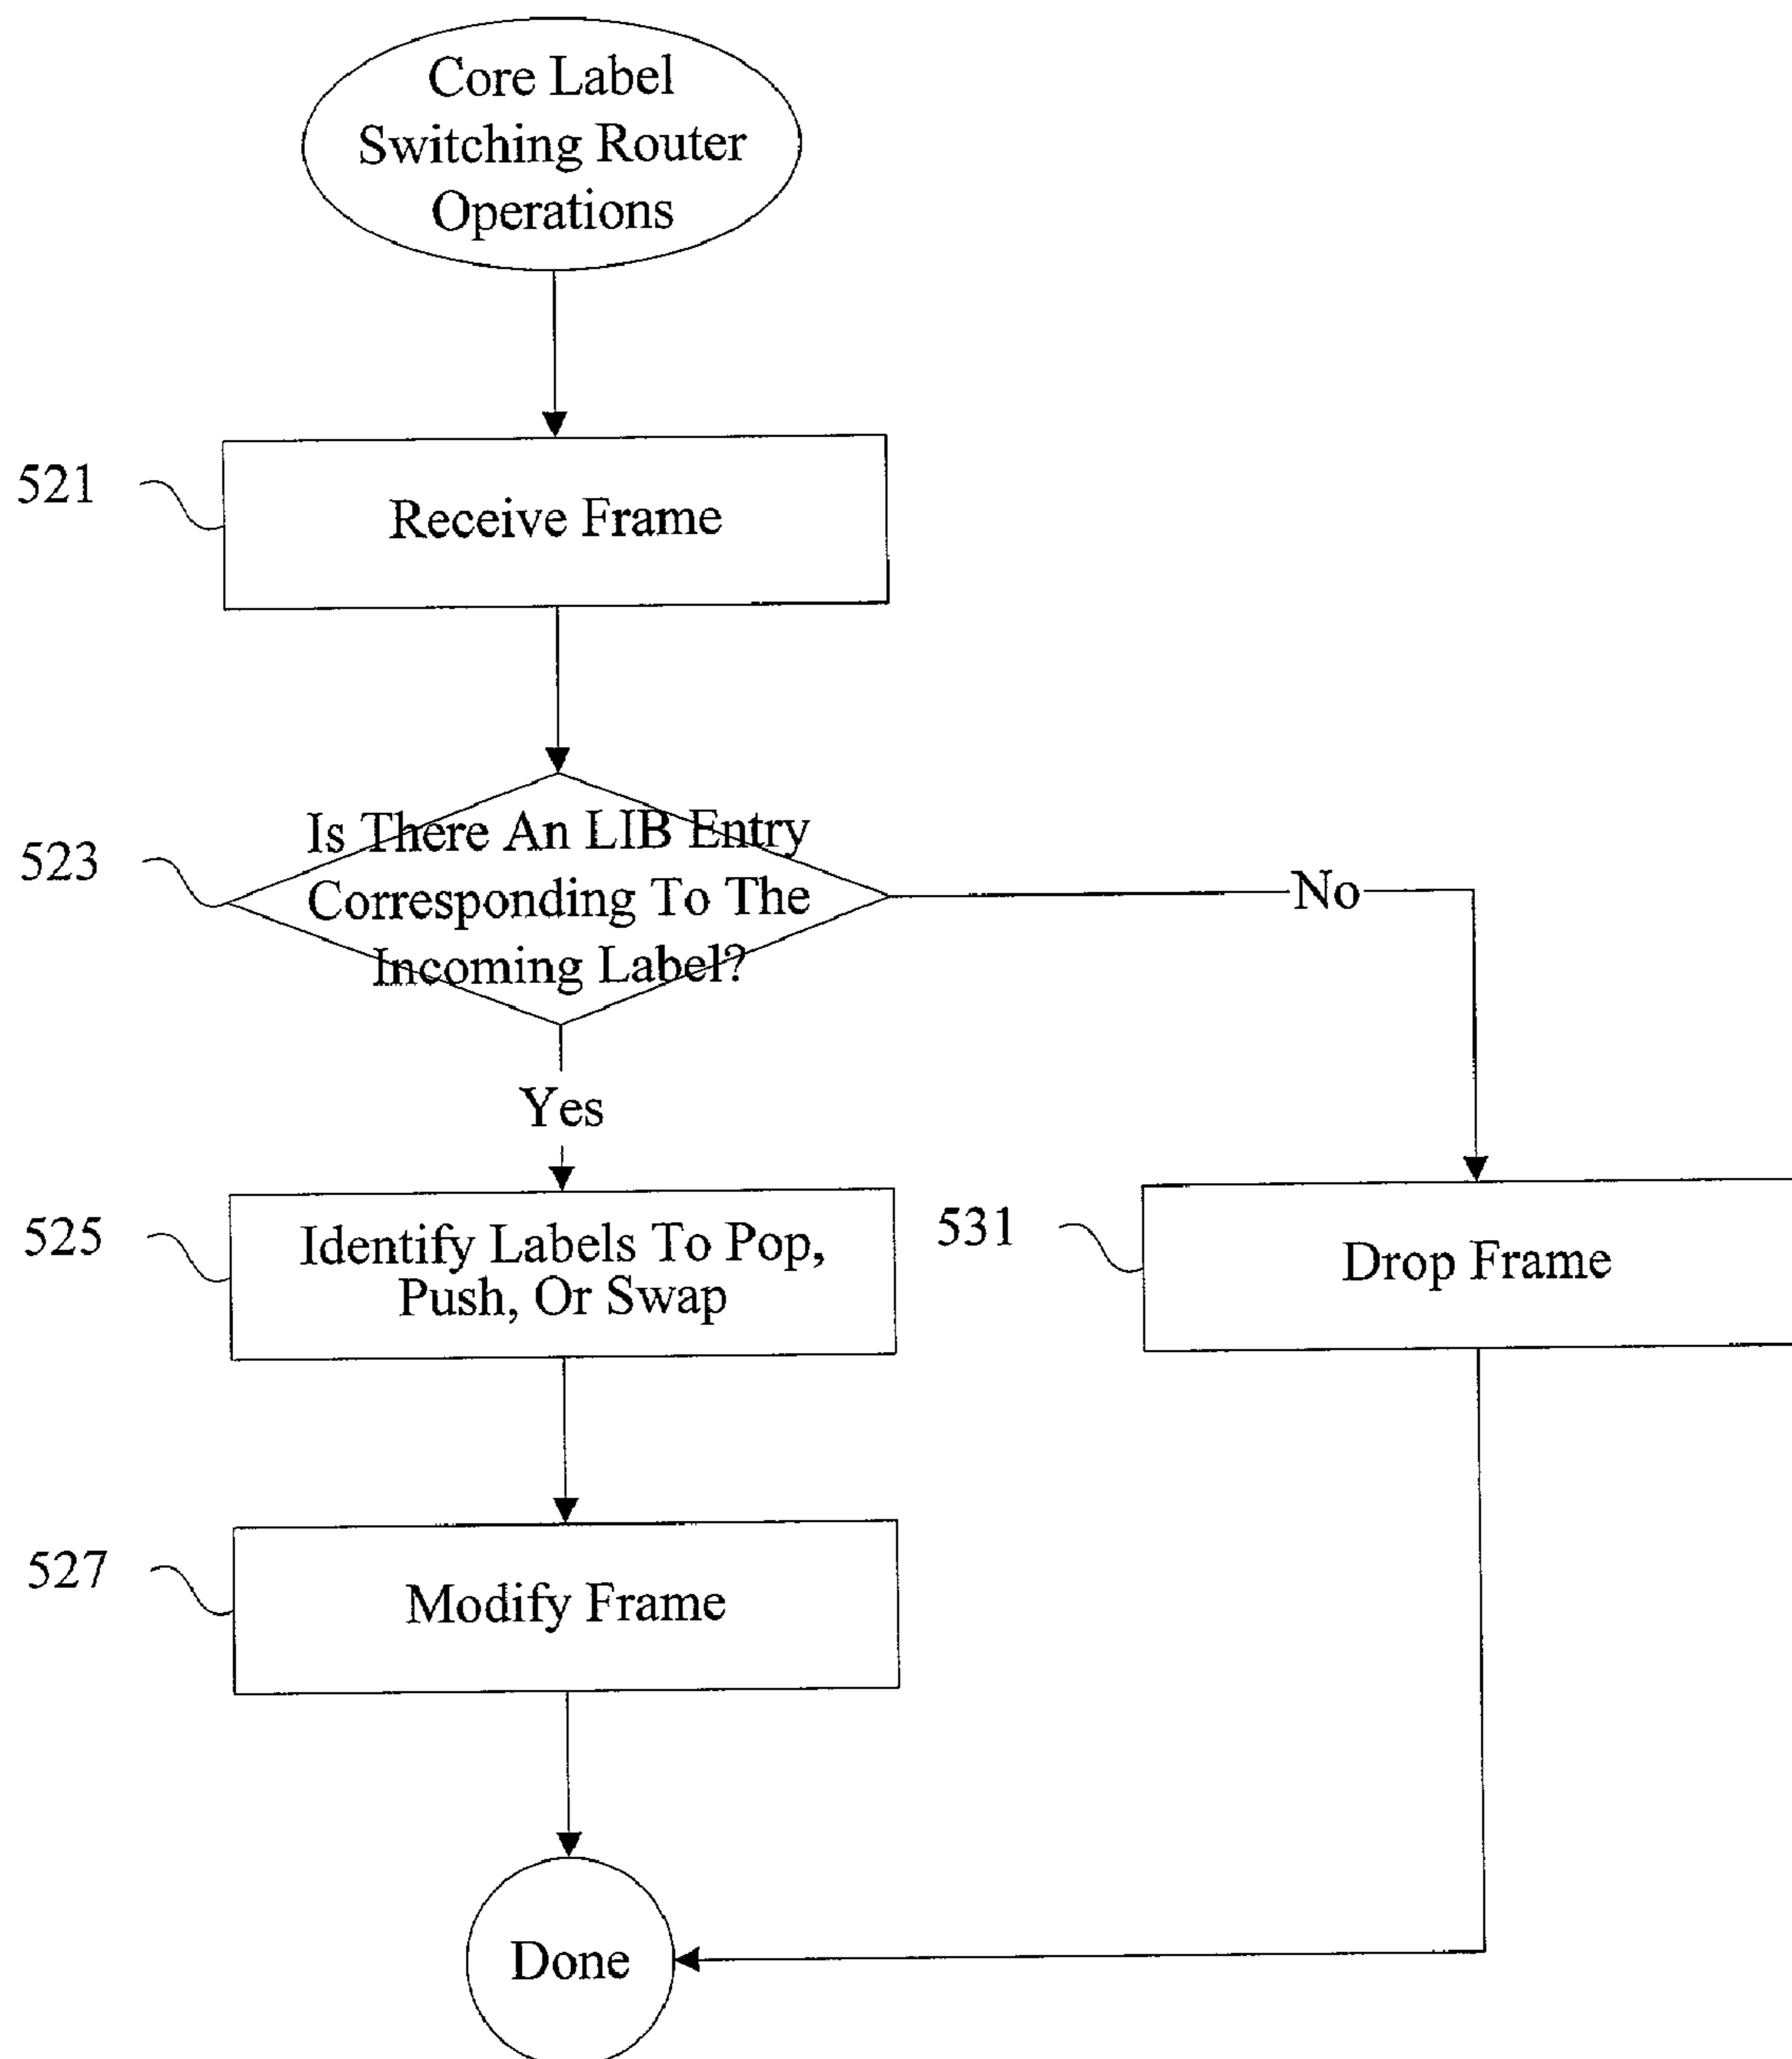 Core Label
Switching Router
Operations
521
Receive Frame
523
Is There An LIB Entry
Corresponding To The
Incoming Label?
No
Yes
525
Identify Labels To Pop,
Push, Or Swap
531
Drop Frame
527
Modify Frame
Done